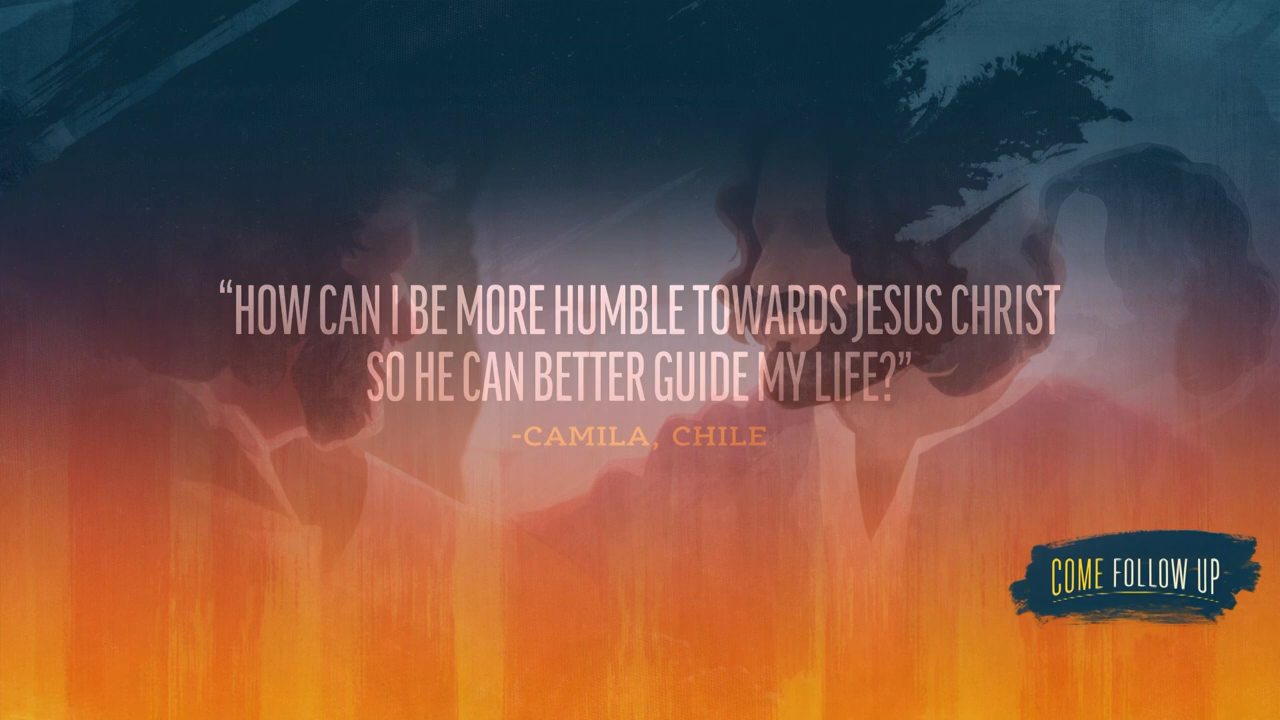 “HOW CAN I BE MORE HUMBLE TOWARDS JESUS CHRIST
SO HE CAN BETTER GUIDE MY LIFE?”
-CAMILA, CHILE
COME FOLLOW UP